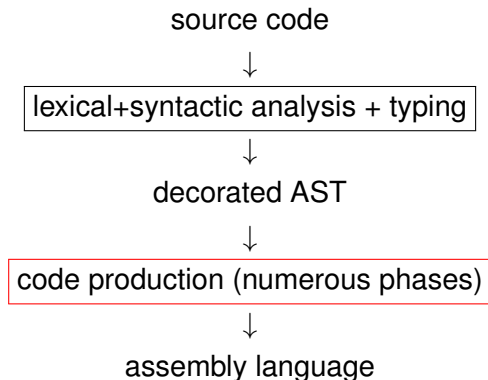 source code
↓
lexical+syntactic analysis + typing
↓
decorated AST
↓
code production (numerous phases)
↓
assembly language